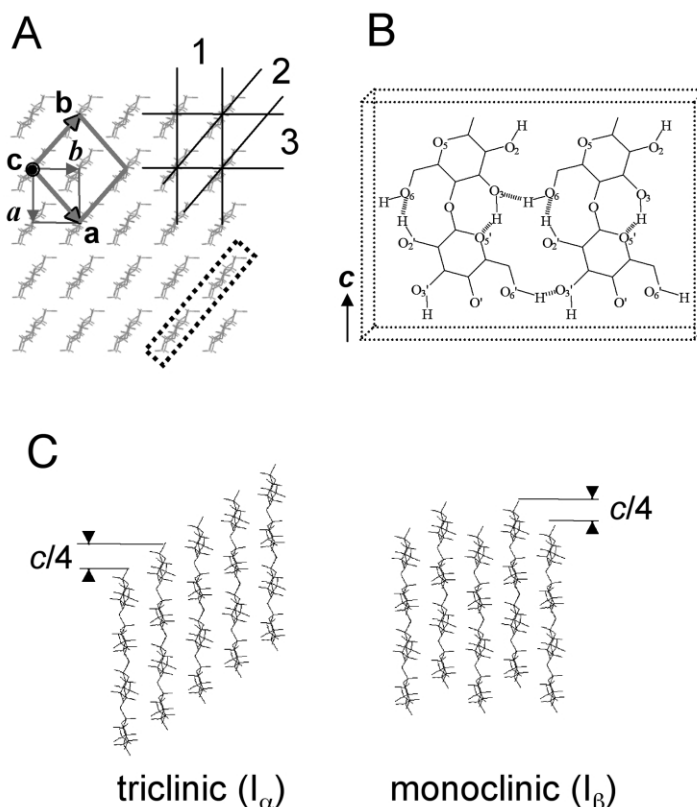 A
1
2
b
3
c
b
a
a
B
H
O5
O2
H
O5
O2
H
O6
O3
H
O6
O3
H
H
H
H
H
O2'
O5'
O2'
O5'
O3'
O6'
H
O3'
O6'
H
H
O'
H
O'
c
C
c/4
c/4
triclinic (Iα)
monoclinic (Iβ)